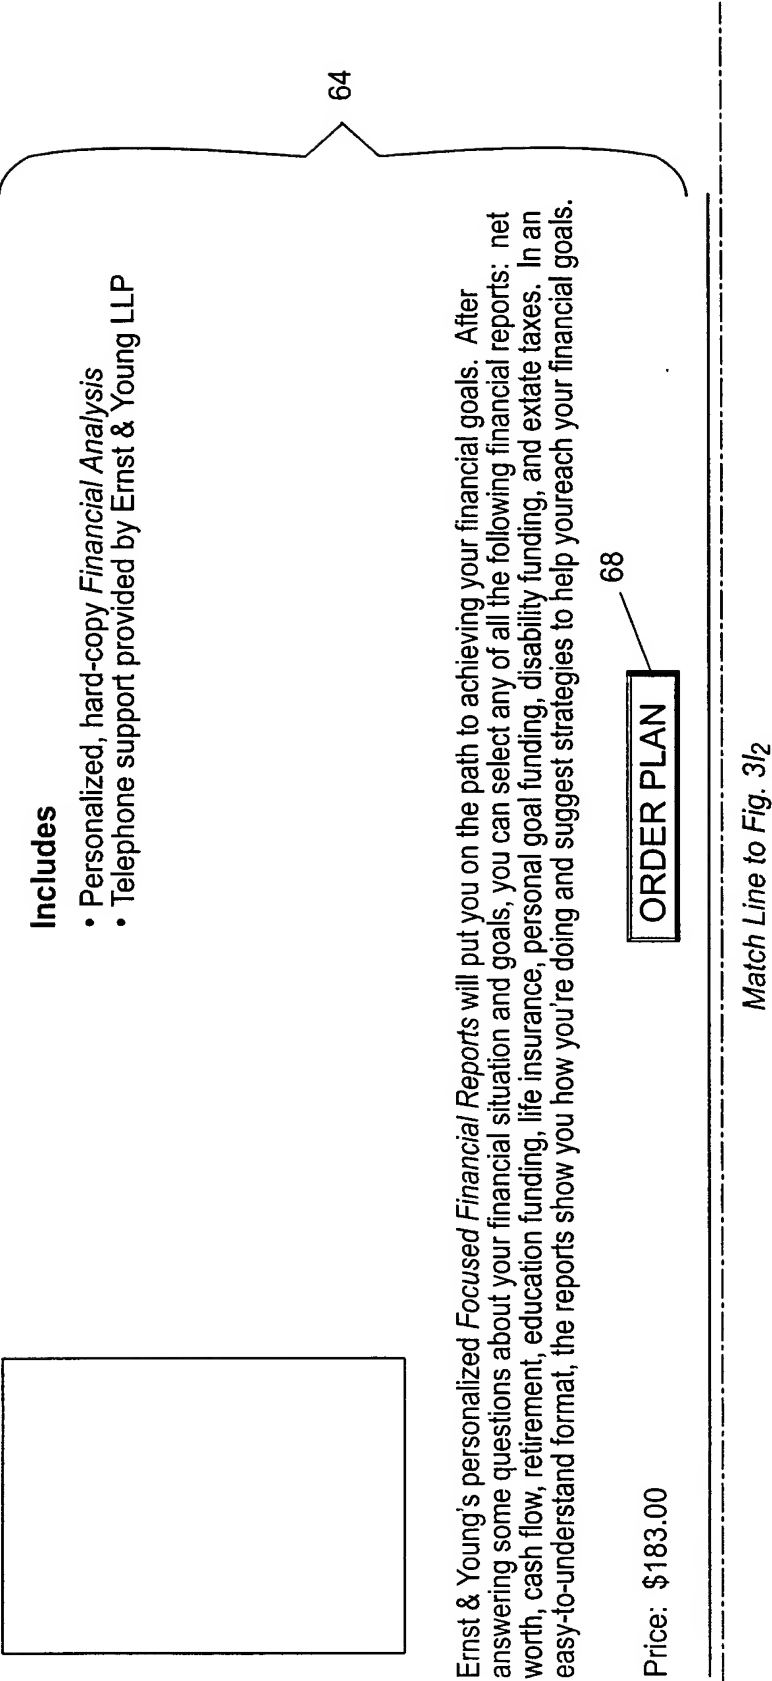 64
Includes
• Personalized, hard-copy Financial Analysis
• Telephone support provided by Ernst & Young LLP
Ernst & Young's personalized Focused Financial Reports will put you on the path to achieving your financial goals. After
answering some questions about your financial situation and goals, you can select any of all the following financial reports: net
worth, cash flow, retirement, education funding, life insurance, personal goal funding, disability funding, and extate taxes. In an
easy-to-understand format, the reports show you how you're doing and suggest strategies to help youreach your financial goals.
68
Price: $183.00
ORDER PLAN
Match Line to Fig. 3I2